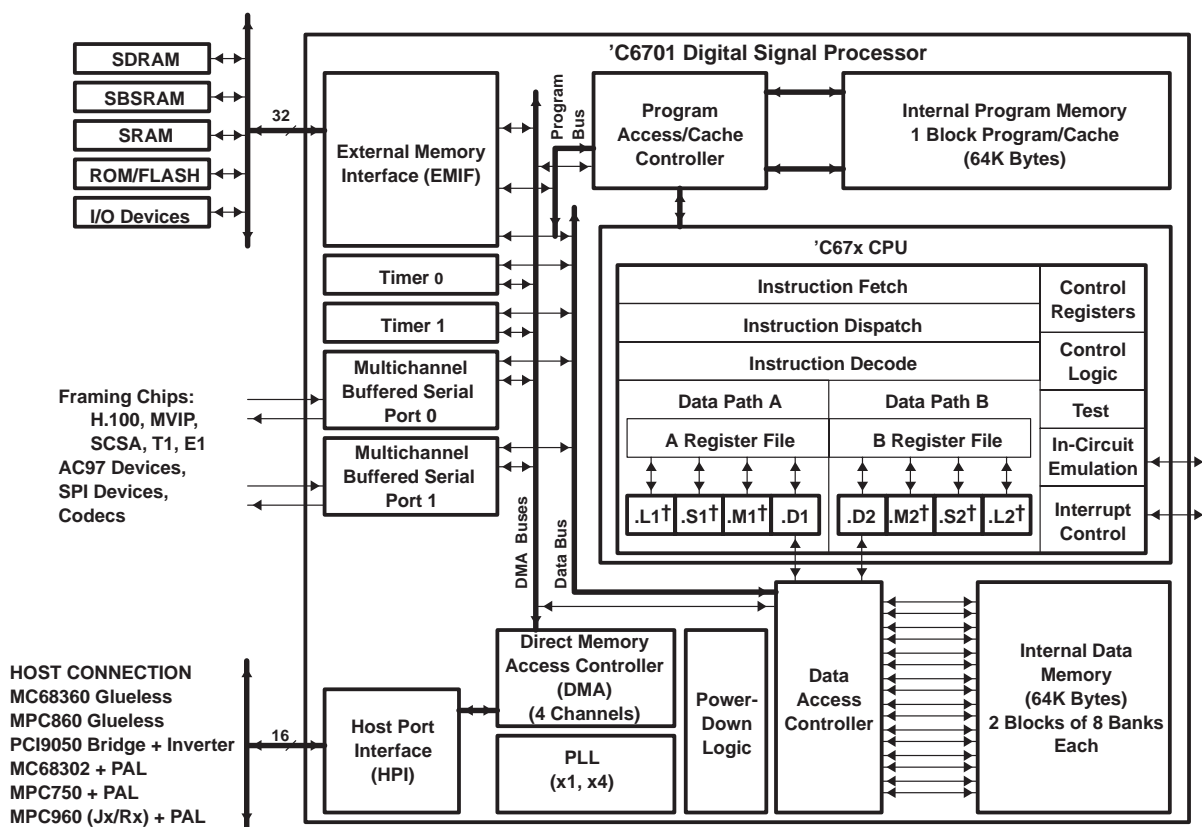 ’C6701 Digital Signal Processor
SDRAM
SBSRAM
SRAM
ROM/FLASH
I/O Devices
32
External Memory
Interface (EMIF)
Program
Bus
Program
Access/Cache
Controller
Internal Program Memory
1 Block Program/Cache
(64K Bytes)
Timer 0
Timer 1
Multichannel
Buffered Serial
Port 0
Multichannel
Buffered Serial
Port 1
Framing Chips:
H.100, MVIP,
SCSA, T1, E1
AC97 Devices,
SPI Devices,
Codecs
DMA Buses
Data Bus
’C67x CPU
Instruction Fetch
Instruction Dispatch
Instruction Decode
Data Path A
Data Path B
A Register File
B Register File
.L1†
.S1†
.M1†
.D1
.D2
.M2†
.S2†
.L2†
Control
Registers
Control
Logic
Test
In-Circuit
Emulation
Interrupt
Control
Direct Memory
Access Controller
(DMA)
(4 Channels)
PLL
(x1, x4)
Power-
Down
Logic
Data
Access
Controller
Internal Data
Memory
(64K Bytes)
2 Blocks of 8 Banks
Each
HOST CONNECTION
MC68360 Glueless
MPC860 Glueless
PCI9050 Bridge + Inverter
MC68302 + PAL
MPC750 + PAL
MPC960 (Jx/Rx) + PAL
16
Host Port
Interface
(HPI)